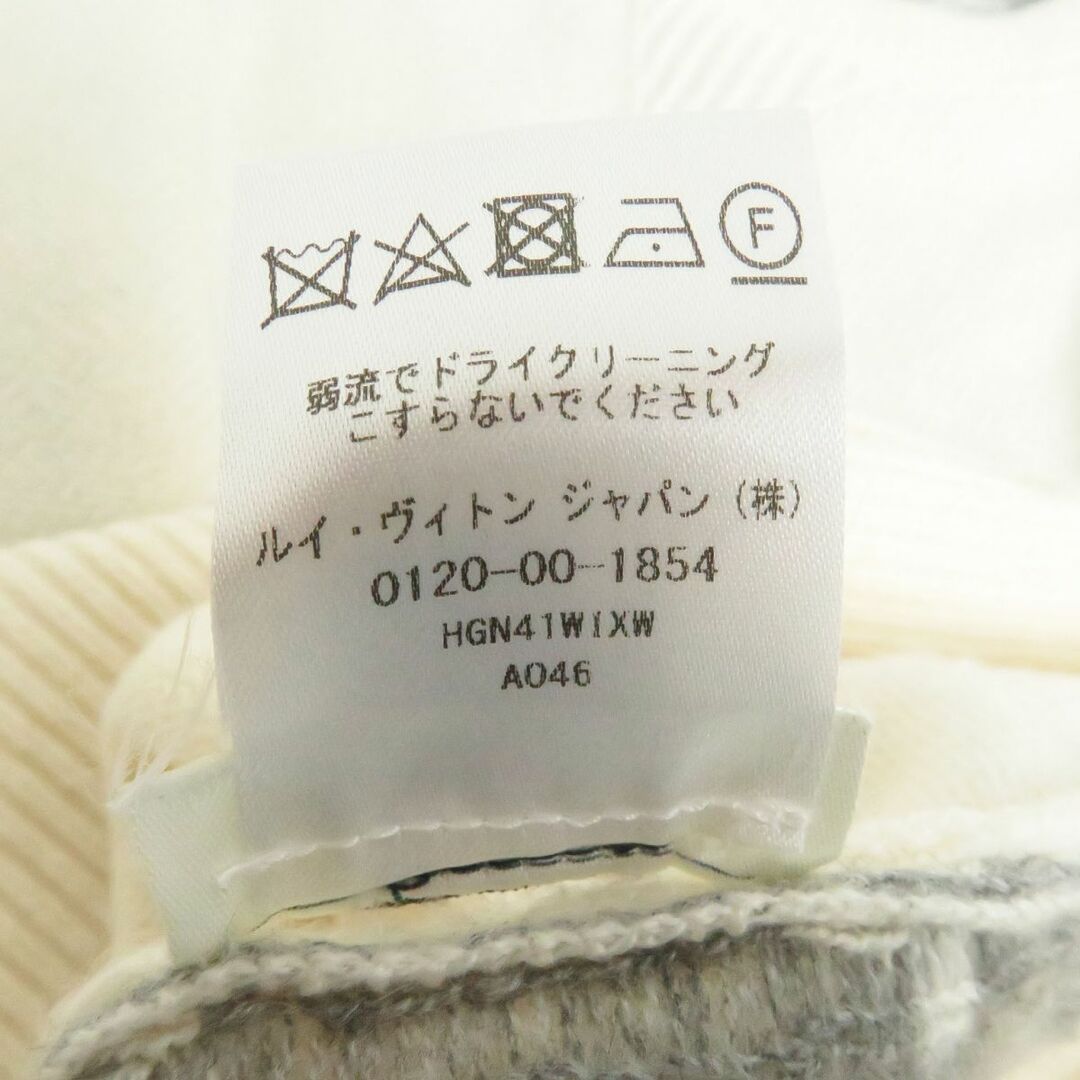 F
弱流でドライクリーニング
こすらないでください
ルイ・ヴィトン ジャパン（株）
0120-00-1854
HGN41WIXW
A046